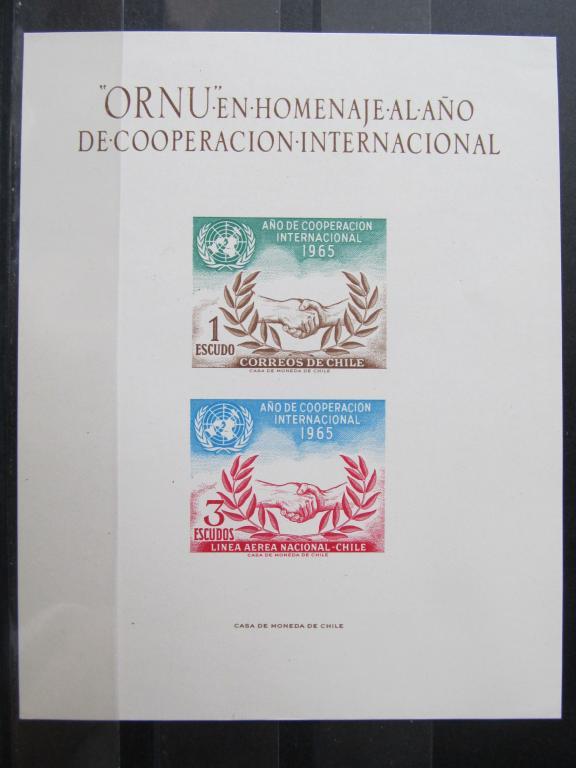 "ORNU"·EN·HOMENAJE·AL·AÑO
DE·COOPERACION·INTERNACIONAL
AÑO DE COOPERACION
INTERNACIONAL
1965
1
ESCUDO
CORREOS DE CHILE
CASA DE MONEDA DE CHILE
AÑO DE COOPERACION
INTERNACIONAL
1965
3
ESCUDOS
LINEA AEREA NACIONAL-CHILE
CASA DE MONEDA DE CHILE
CASA DE MONEDA DE CHILE